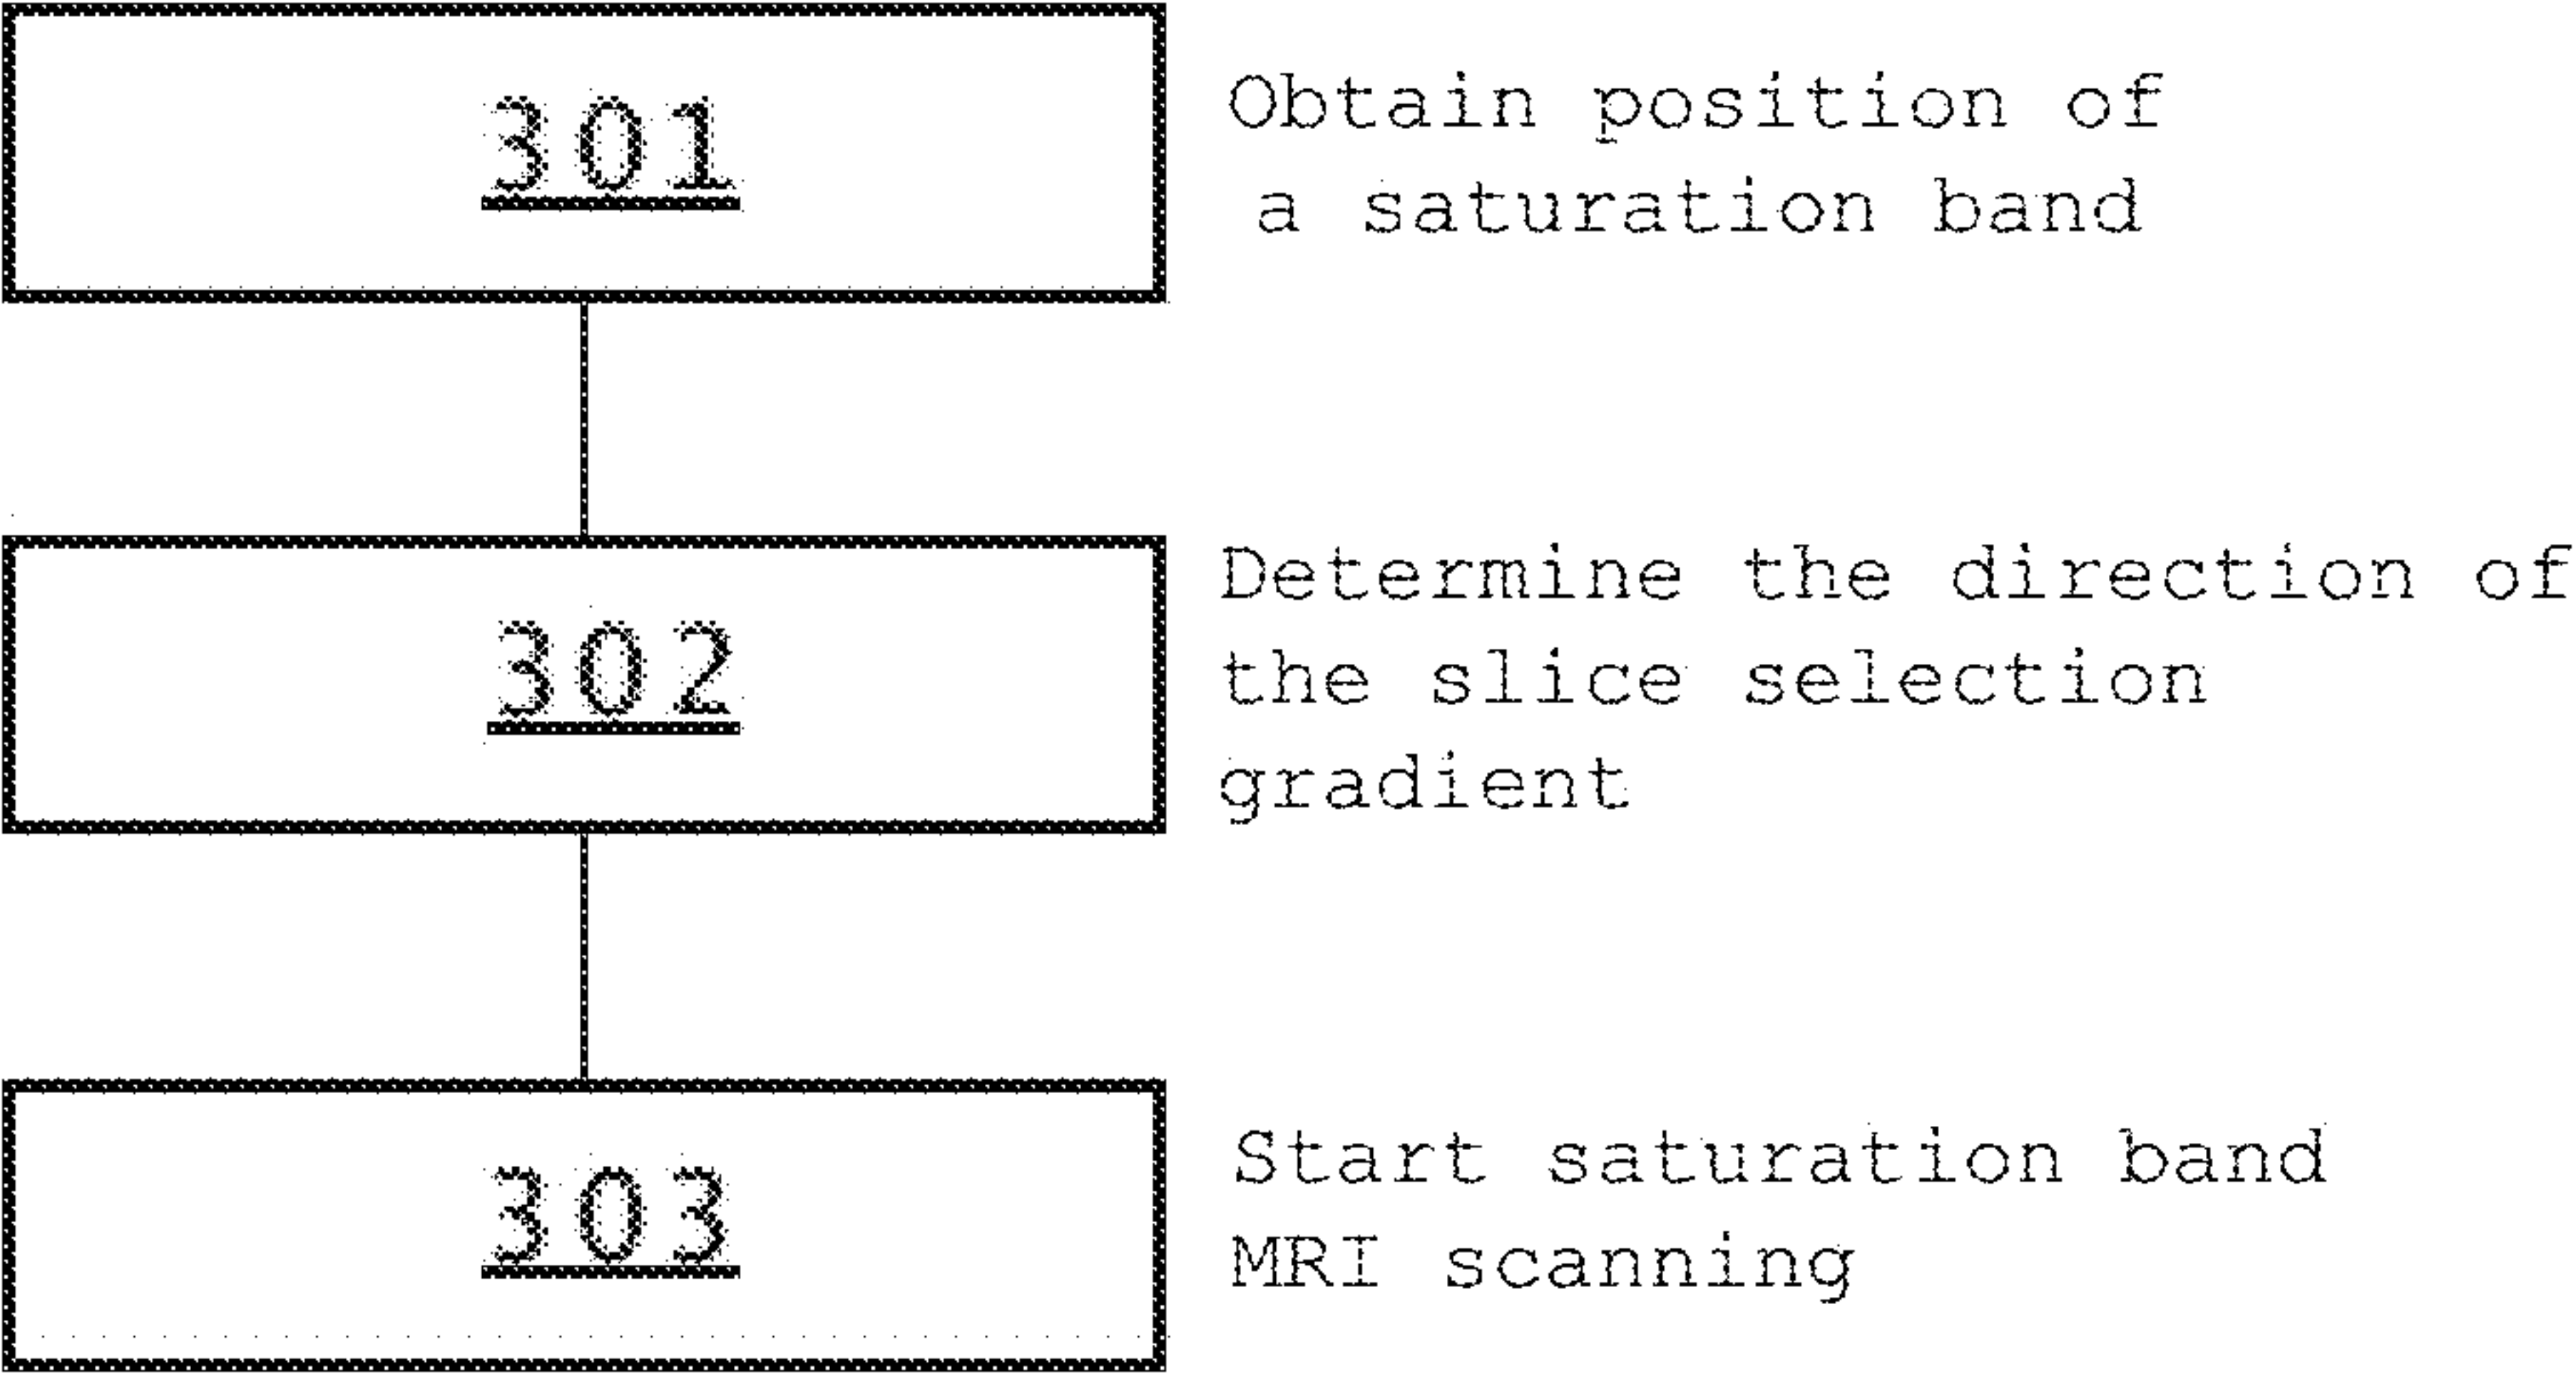 301
Obtain position of
a saturation band
302
Determine the direction of
the slice selection
gradient
303
Start saturation band
MRI scanning